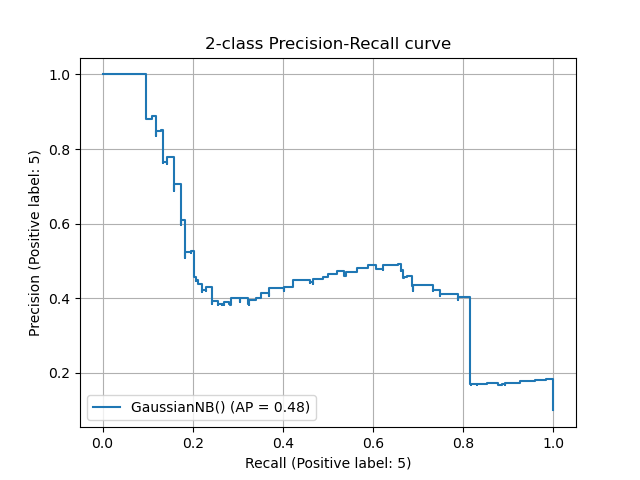 2-class Precision-Recall curve
1.0
0.8
0.6
0.4
0.2
Precision (Positive label: 5)
GaussianNB() (AP = 0.48)
0.0 0.2 0.4 0.6 0.8 1.0
Recall (Positive label: 5)